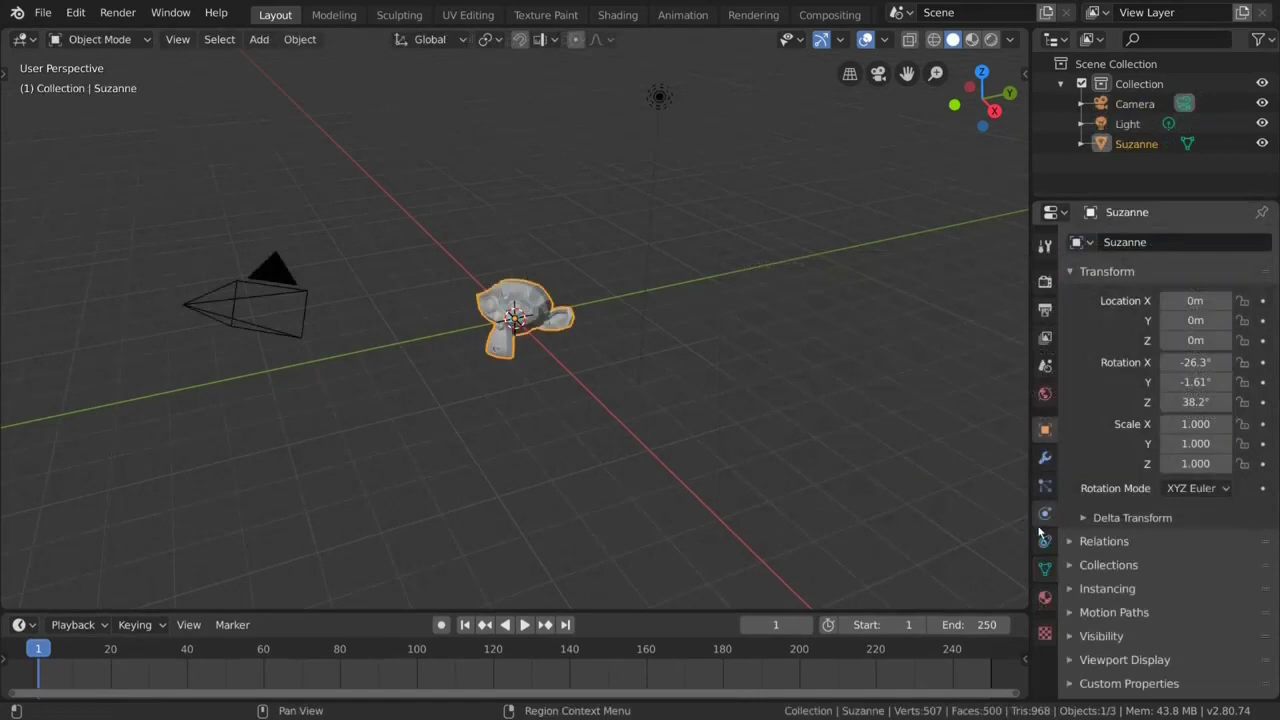 File Edit Render Window Help Layout Modeling Sculpting UV Editing Texture Paint Shading Animation Rendering Compositing Scene View Layer
Object Mode View Select Add Object Global
User Perspective
(1) Collection | Suzanne
Z
Y
X
Scene Collection
Collection
Camera
Light
Suzanne
Suzanne
Suzanne
Transform
Location X 0m
Y 0m
Z 0m
Rotation X -26.3°
Y -1.61°
Z 38.2°
Scale X 1.000
Y 1.000
Z 1.000
Rotation Mode XYZ Euler
Delta Transform
Relations
Collections
Instancing
Motion Paths
Visibility
Viewport Display
Custom Properties
Playback Keying View Marker 1 Start: 1 End: 250
1 20 40 60 80 100 120 140 160 180 200 220 240
Pan View Region Context Menu Collection | Suzanne | Verts:507 | Faces:500 | Tris:968 | Objects:1/3 | Mem: 43.8 MB | v2.80.74